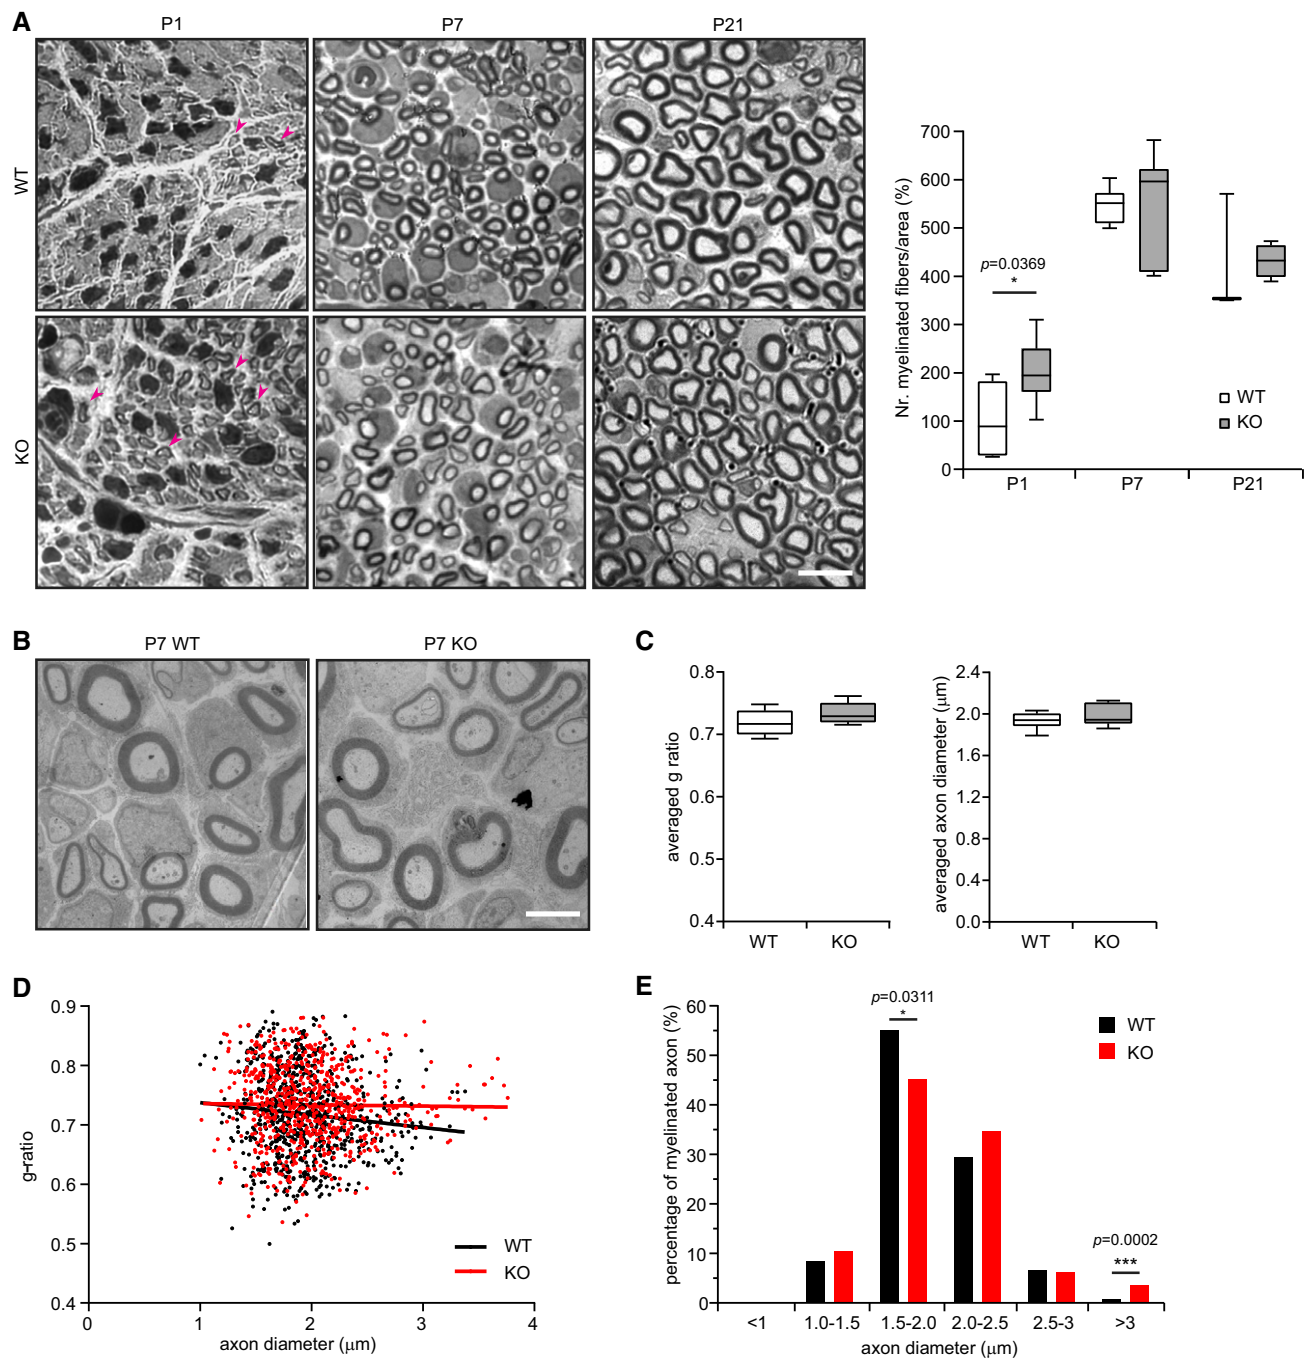 A
P1
P7
P21
WT
KO
Nr. myelinated fibers/area (%)
700
600
500
400
300
200
100
0
p=0.0369
*
WT
KO
P1
P7
P21
B
P7 WT
P7 KO
C
averaged g ratio
0.8
0.7
0.6
0.5
0.4
WT
KO
averaged axon diameter (μm)
2.4
2.0
1.6
1.2
0.8
0.4
0.0
WT
KO
D
g-ratio
0.9
0.8
0.7
0.6
0.5
0.4
WT
KO
0
1
2
3
4
axon diameter (μm)
E
percentage of myelinated axon (%)
60
50
40
30
20
10
0
p=0.0311
*
WT
KO
p=0.0002
***
<1
1.0-1.5
1.5-2.0
2.0-2.5
2.5-3
>3
axon diameter (μm)